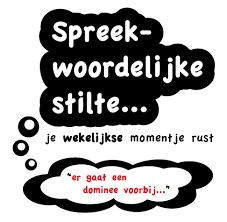 Spreek-
woordelijke
stilte...
je wekelijkse momentje rust
"er gaat een
dominee voorbij..."